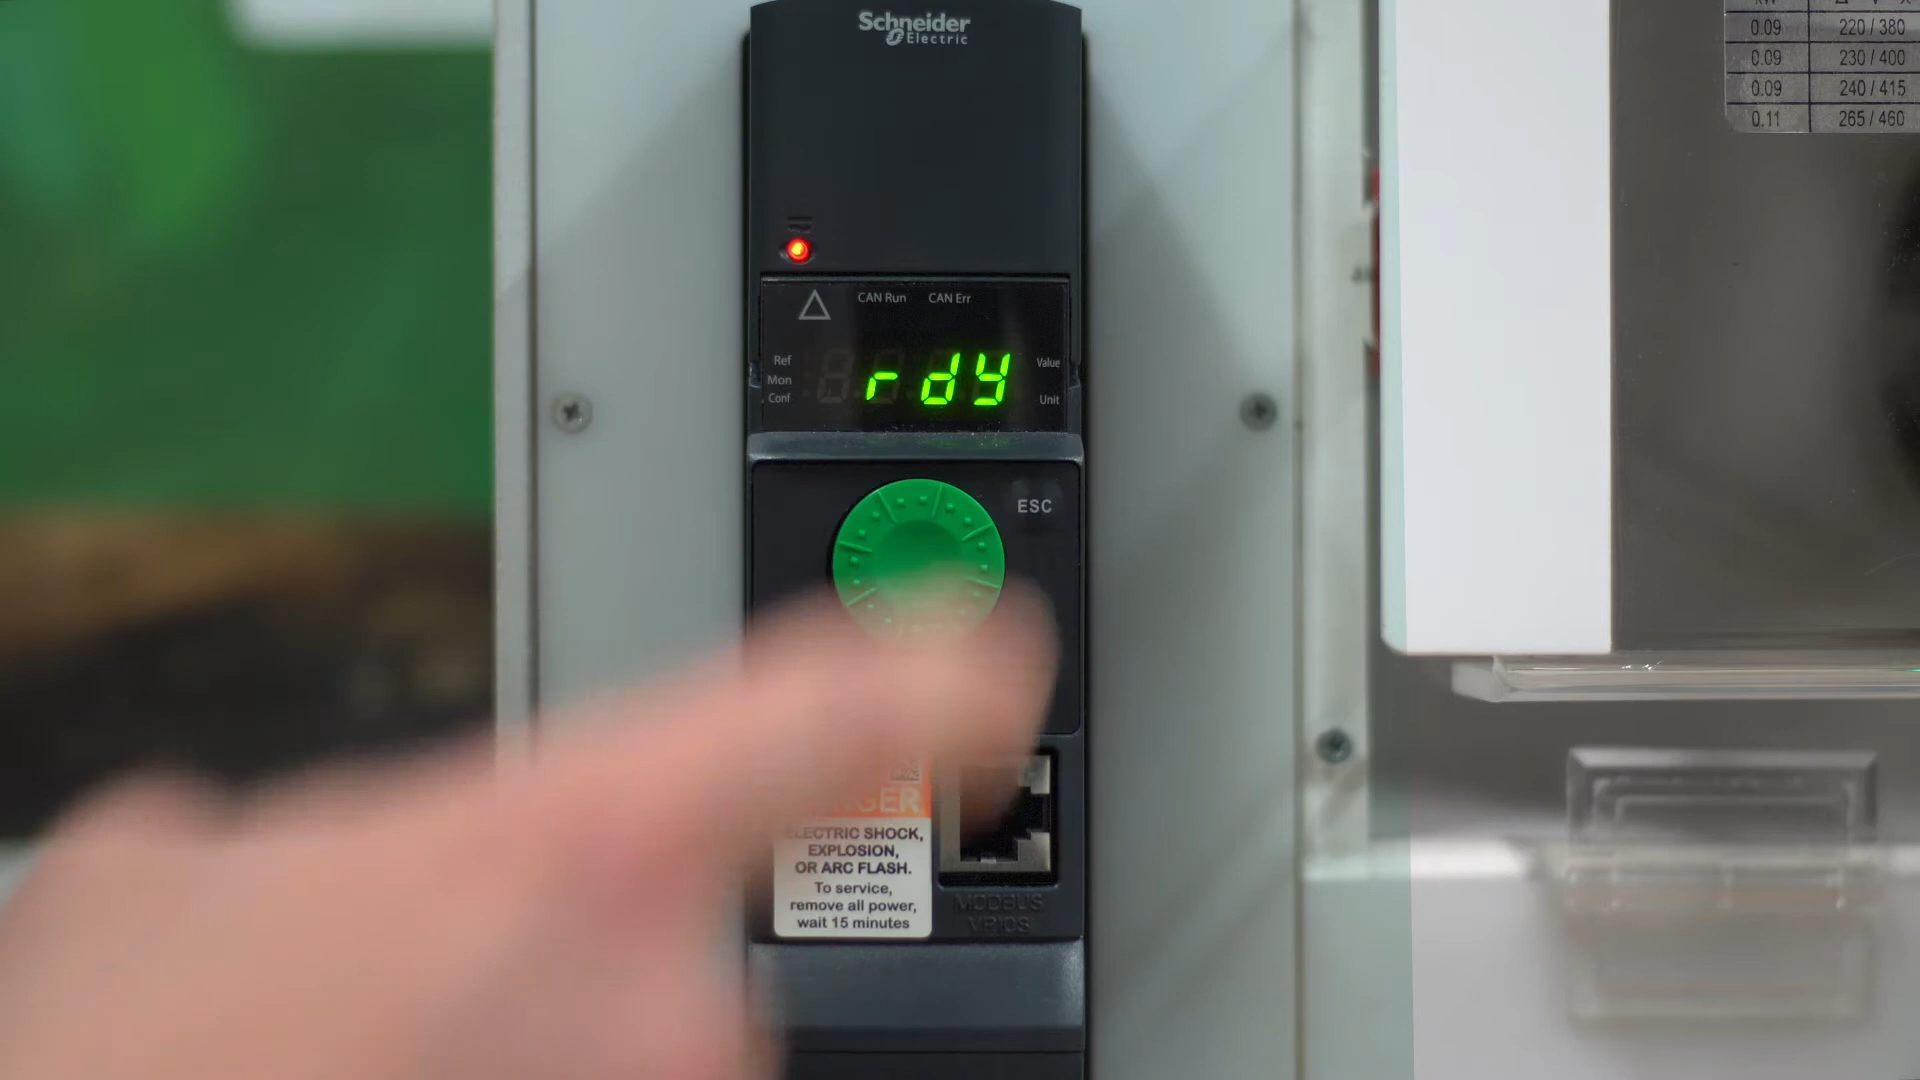 Schneider
Electric
CAN Run CAN Err
Ref
Mon
Conf
rdY
Value
Unit
ESC
ELECTRIC SHOCK,
EXPLOSION,
OR ARC FLASH.
To service,
remove all power,
wait 15 minutes
MODBUS
VP12S
0.09 220 / 380
0.09 230 / 400
0.09 240 / 415
0.11 265 / 460